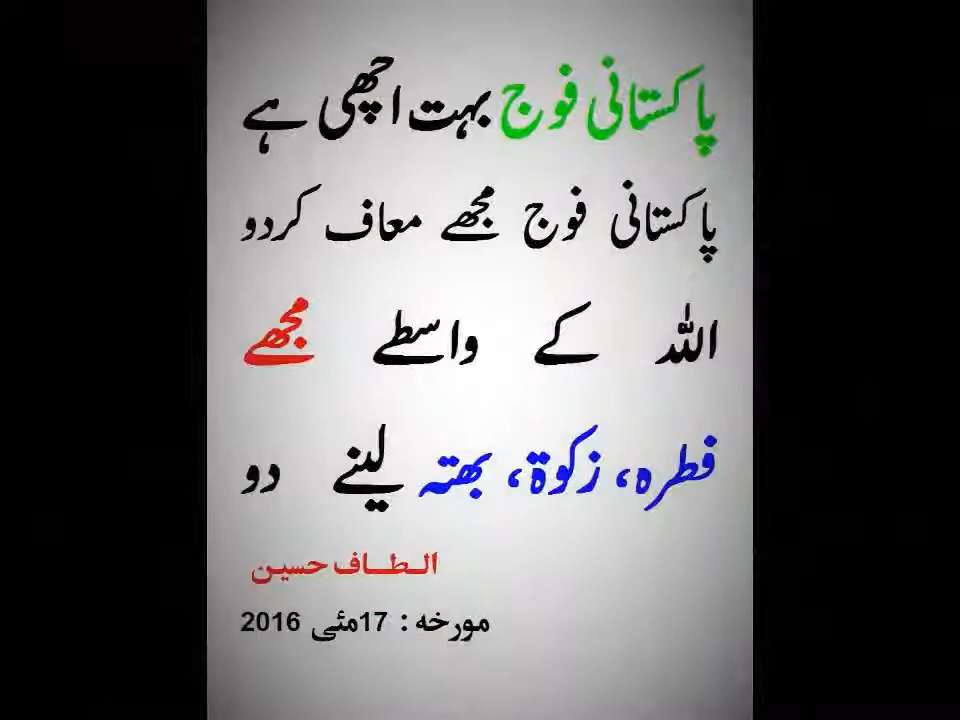 پاکستانی فوج بہت اچھی ہے
پاکستانی فوج مجھے معاف کردو
اللہ کے واسطے مجھے
فطرہ، زکوۃ، بھتہ لینے دو
الطاف حسین
مورخہ : 17مئی 2016